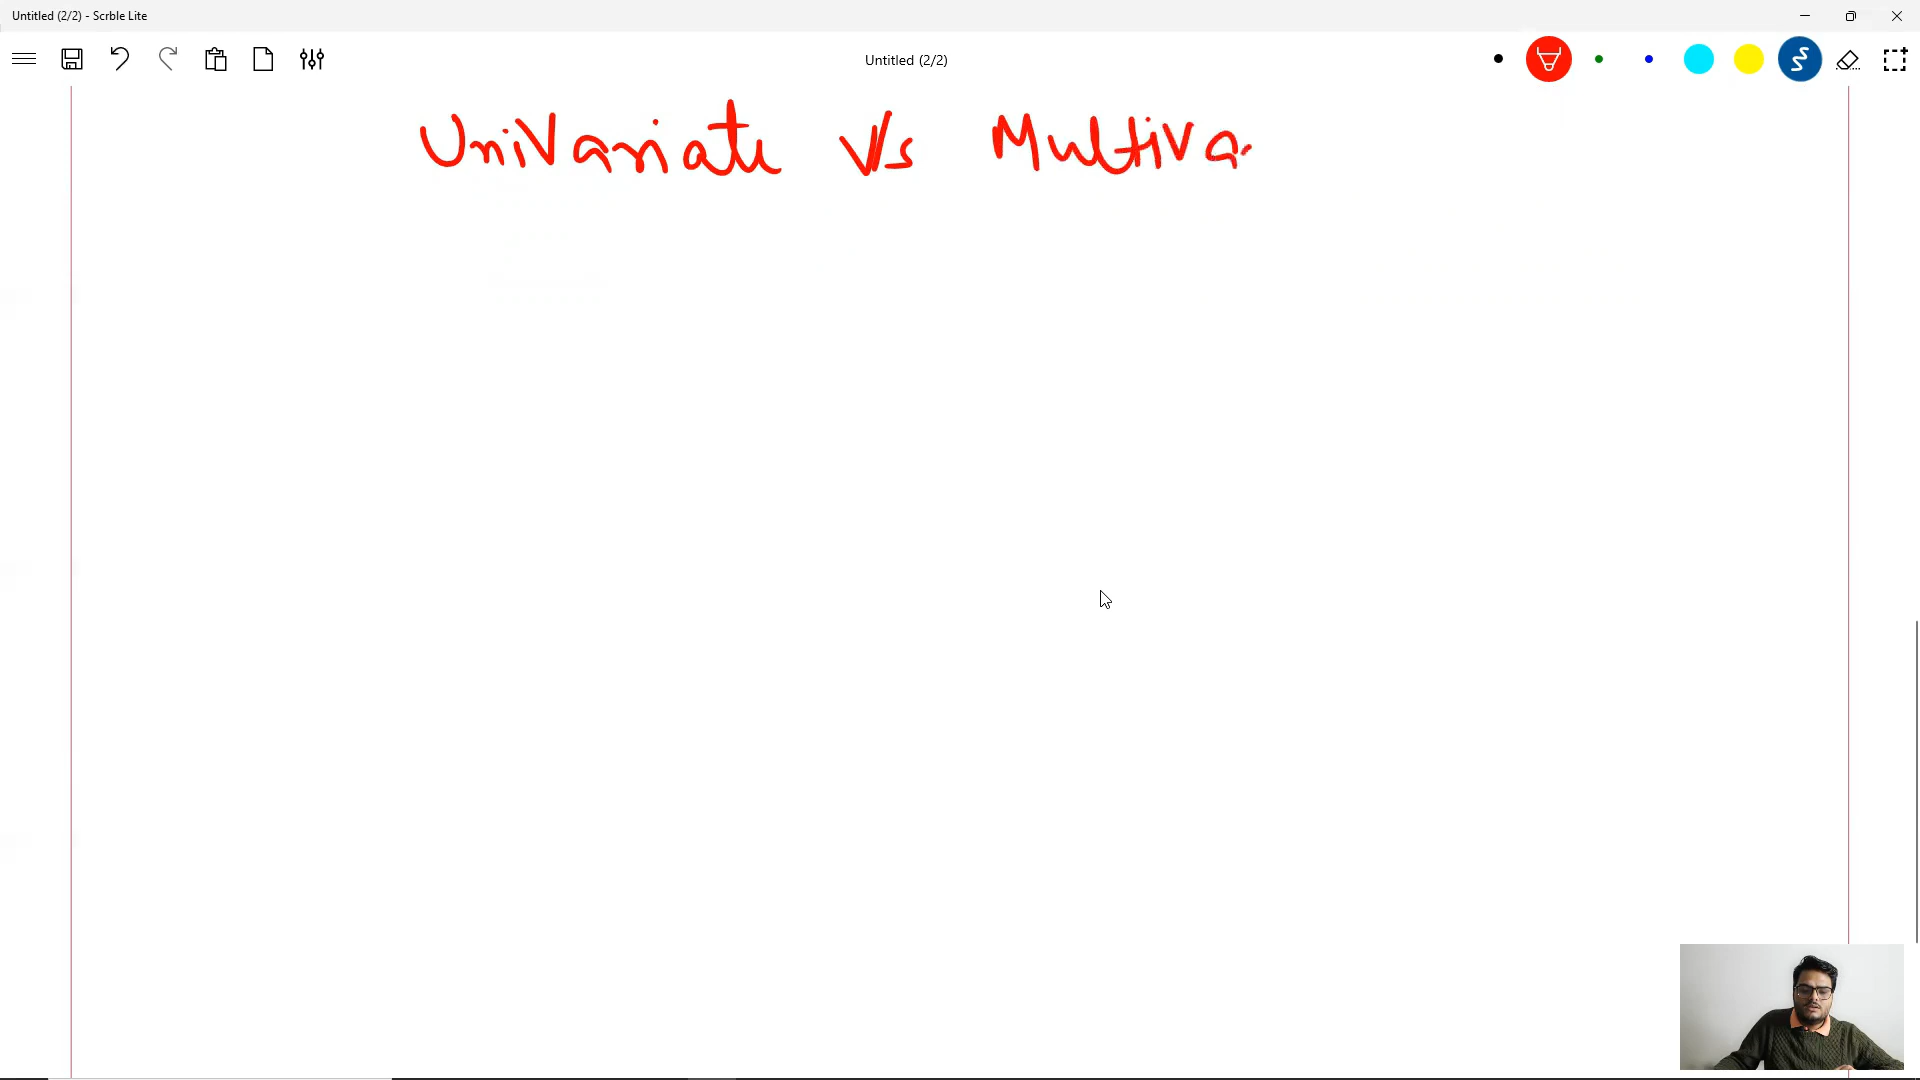 Untitled (2/2) - Scrble Lite
Untitled (2/2)
UniVariate V/s MultiVa